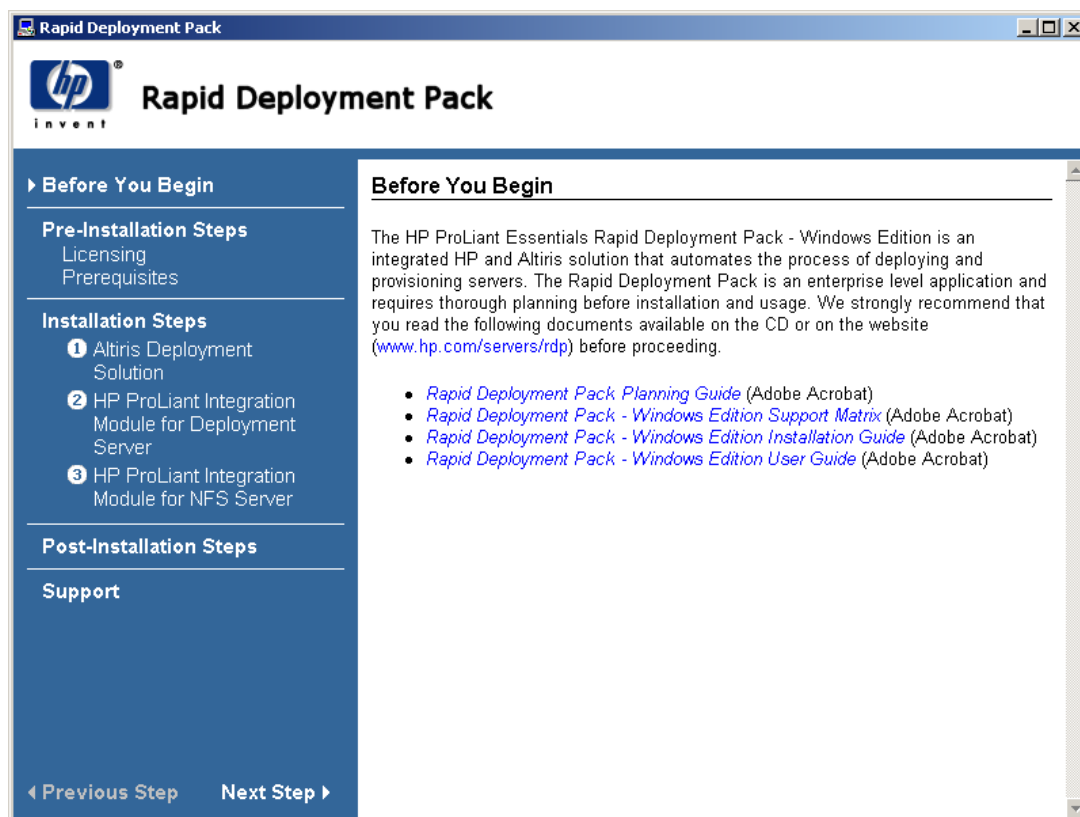 Rapid Deployment Pack
hp
®
invent
Rapid Deployment Pack
Before You Begin
Pre-Installation Steps
Licensing
Prerequisites
Installation Steps
1 Altiris Deployment
Solution
2 HP ProLiant Integration
Module for Deployment
Server
3 HP ProLiant Integration
Module for NFS Server
Post-Installation Steps
Support
Previous Step Next Step
Before You Begin
The HP ProLiant Essentials Rapid Deployment Pack - Windows Edition is an
integrated HP and Altiris solution that automates the process of deploying and
provisioning servers. The Rapid Deployment Pack is an enterprise level application and
requires thorough planning before installation and usage. We strongly recommend that
you read the following documents available on the CD or on the website
(www.hp.com/servers/rdp) before proceeding.
• Rapid Deployment Pack Planning Guide (Adobe Acrobat)
• Rapid Deployment Pack - Windows Edition Support Matrix (Adobe Acrobat)
• Rapid Deployment Pack - Windows Edition Installation Guide (Adobe Acrobat)
• Rapid Deployment Pack - Windows Edition User Guide (Adobe Acrobat)